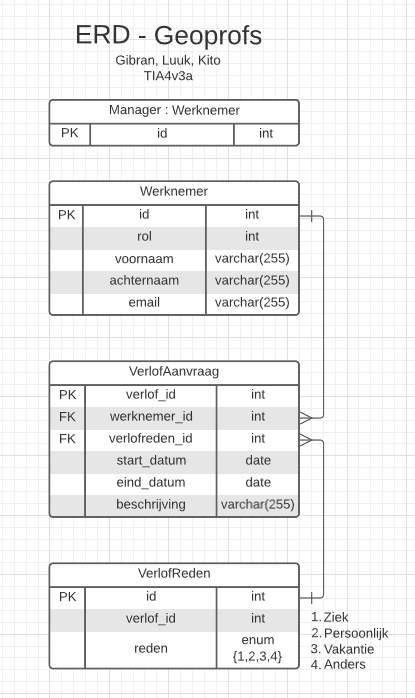 ERD - Geoprofs
Gibran, Luuk, Kito
TIA4v3a
Manager : Werknemer
PK id int
Werknemer
PK id int
rol int
voornaam varchar(255)
achternaam varchar(255)
email varchar(255)
VerlofAanvraag
PK verlof_id int
FK werknemer_id int
FK verlofreden_id int
start_datum date
eind_datum date
beschrijving varchar(255)
VerlofReden
PK id int
verlof_id int
reden enum
{1,2,3,4}
1. Ziek
2. Persoonlijk
3. Vakantie
4. Anders